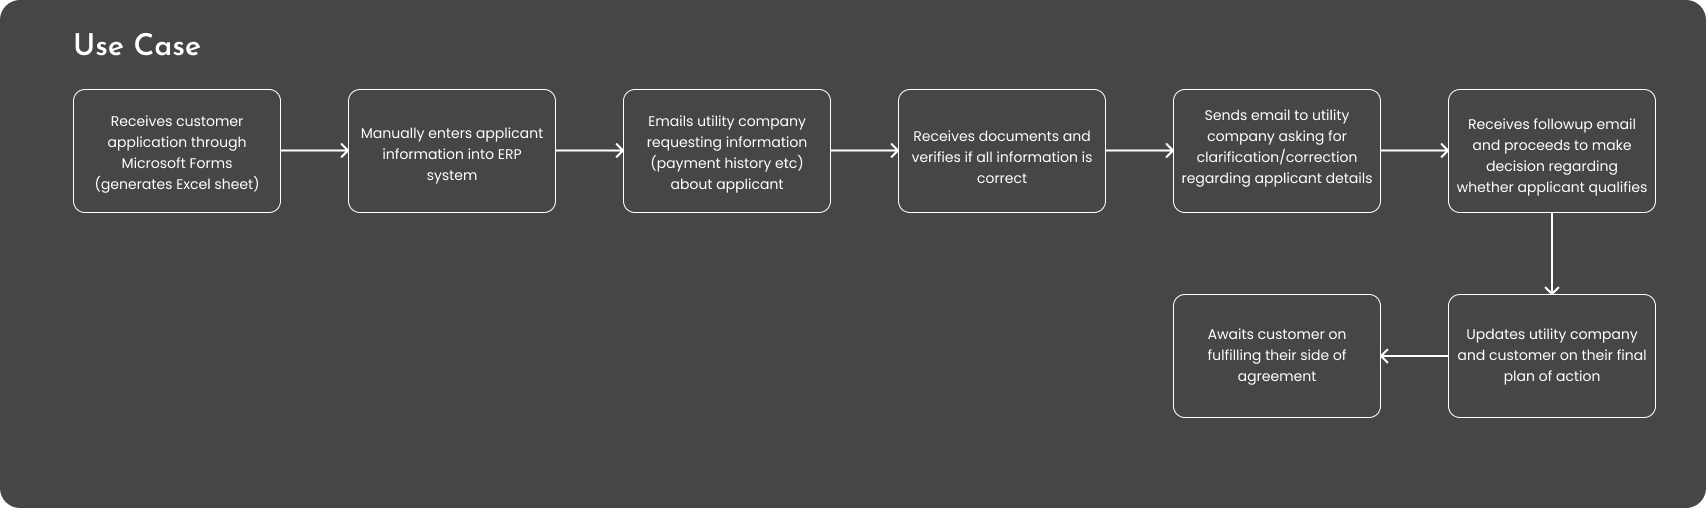 Use Case
Receives customer
application through
Microsoft Forms
(generates Excel sheet)
Manually enters applicant
information into ERP
system
Emails utility company
requesting information
(payment history etc)
about applicant
Receives documents and
verifies if all information is
correct
Sends email to utility
company asking for
clarification/correction
regarding applicant details
Receives followup email
and proceeds to make
decision regarding
whether applicant qualifies
Updates utility company
and customer on their final
plan of action
Awaits customer on
fulfilling their side of
agreement